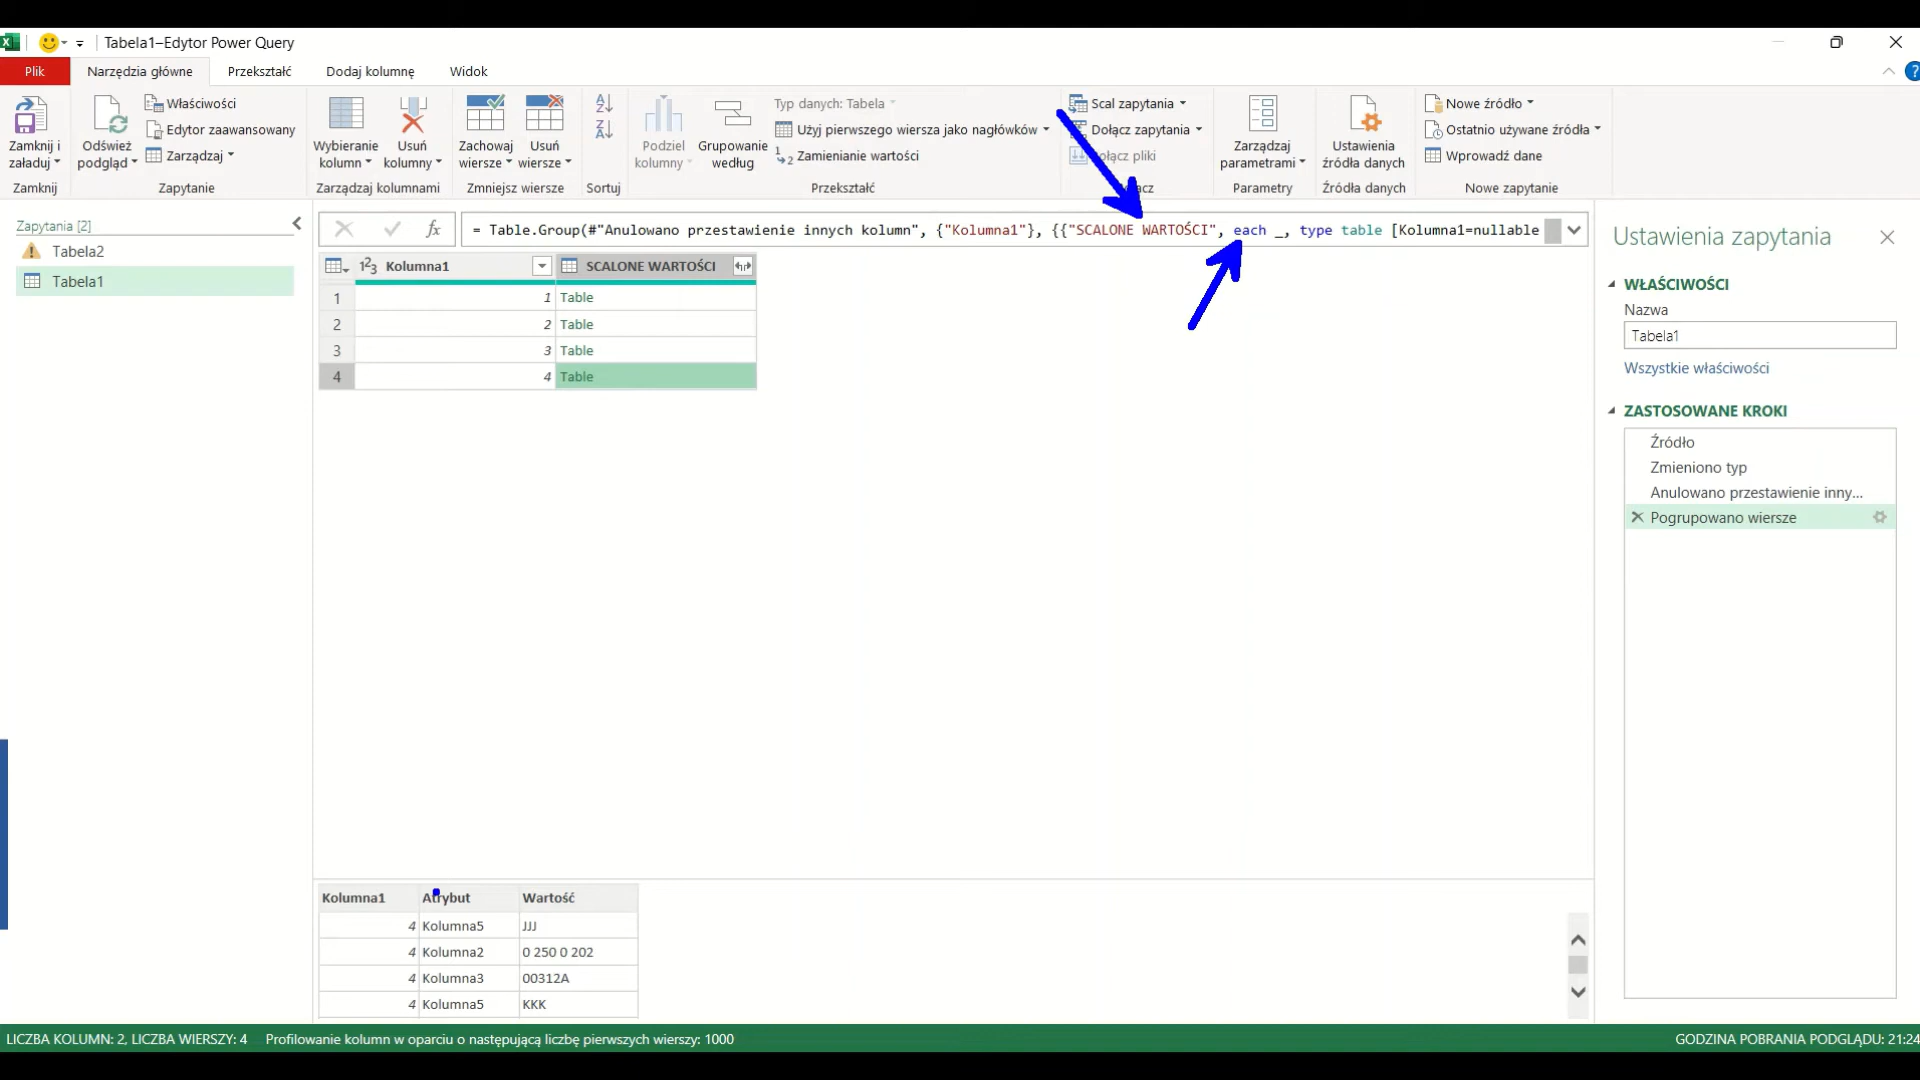 Tabela1–Edytor Power Query
Plik
Narzędzia główne
Przekształć
Dodaj kolumnę
Widok
Zamknij i załaduj
Zamknij
Odśwież podgląd
Właściwości
Edytor zaawansowany
Zarządzaj
Zapytanie
Wybieranie kolumn
Usuń kolumny
Zarządzaj kolumnami
Zachowaj wiersze
Usuń wiersze
Zmniejsz wiersze
Sortuj
Podziel kolumny
Grupowanie według
Typ danych: Tabela
Użyj pierwszego wiersza jako nagłówków
Zamienianie wartości
Przekształć
Scal zapytania
Dołącz zapytania
pliki
Zarządzaj parametrami
Parametry
Ustawienia źródła danych
Źródła danych
Nowe źródło
Ostatnio używane źródła
Wprowadź dane
Nowe zapytanie
Zapytania [2]
Tabela2
Tabela1
fx
= Table.Group(#"Anulowano przestawienie innych kolumn", {"Kolumna1"}, {{"SCALONE WARTOŚCI", each _, type table [Kolumna1=nullable
Kolumna1 SCALONE WARTOŚCI
1 1 Table
2 2 Table
3 3 Table
4 4 Table
Kolumna1 Atrybut Wartość
4 Kolumna5 JJJ
4 Kolumna2 0 250 0 202
4 Kolumna3 00312A
4 Kolumna5 KKK
Ustawienia zapytania
WŁAŚCIWOŚCI
Nazwa
Tabela1
Wszystkie właściwości
ZASTOSOWANE KROKI
Źródło
Zmieniono typ
Anulowano przestawienie inny...
Pogrupowano wiersze
LICZBA KOLUMN: 2, LICZBA WIERSZY: 4
Profilowanie kolumn w oparciu o następującą liczbę pierwszych wierszy: 1000
GODZINA POBRANIA PODGLĄDU: 21:24